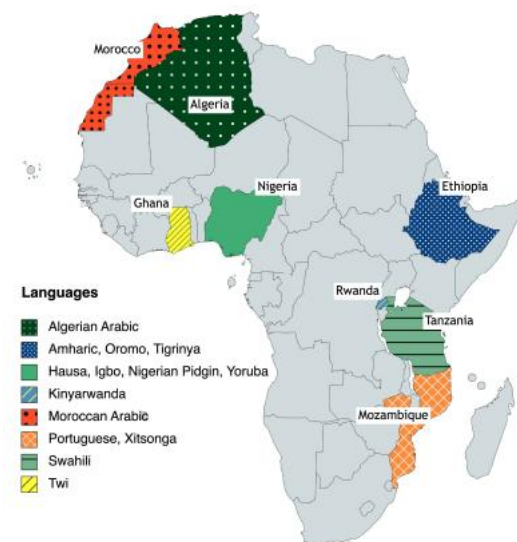 Morocco
Algeria
Nigeria
Ghana
Ethiopia
Rwanda
Tanzania
Mozambique
Languages
Algerian Arabic
Amharic, Oromo, Tigrinya
Hausa, Igbo, Nigerian Pidgin, Yoruba
Kinyarwanda
Moroccan Arabic
Portuguese, Xitsonga
Swahili
Twi